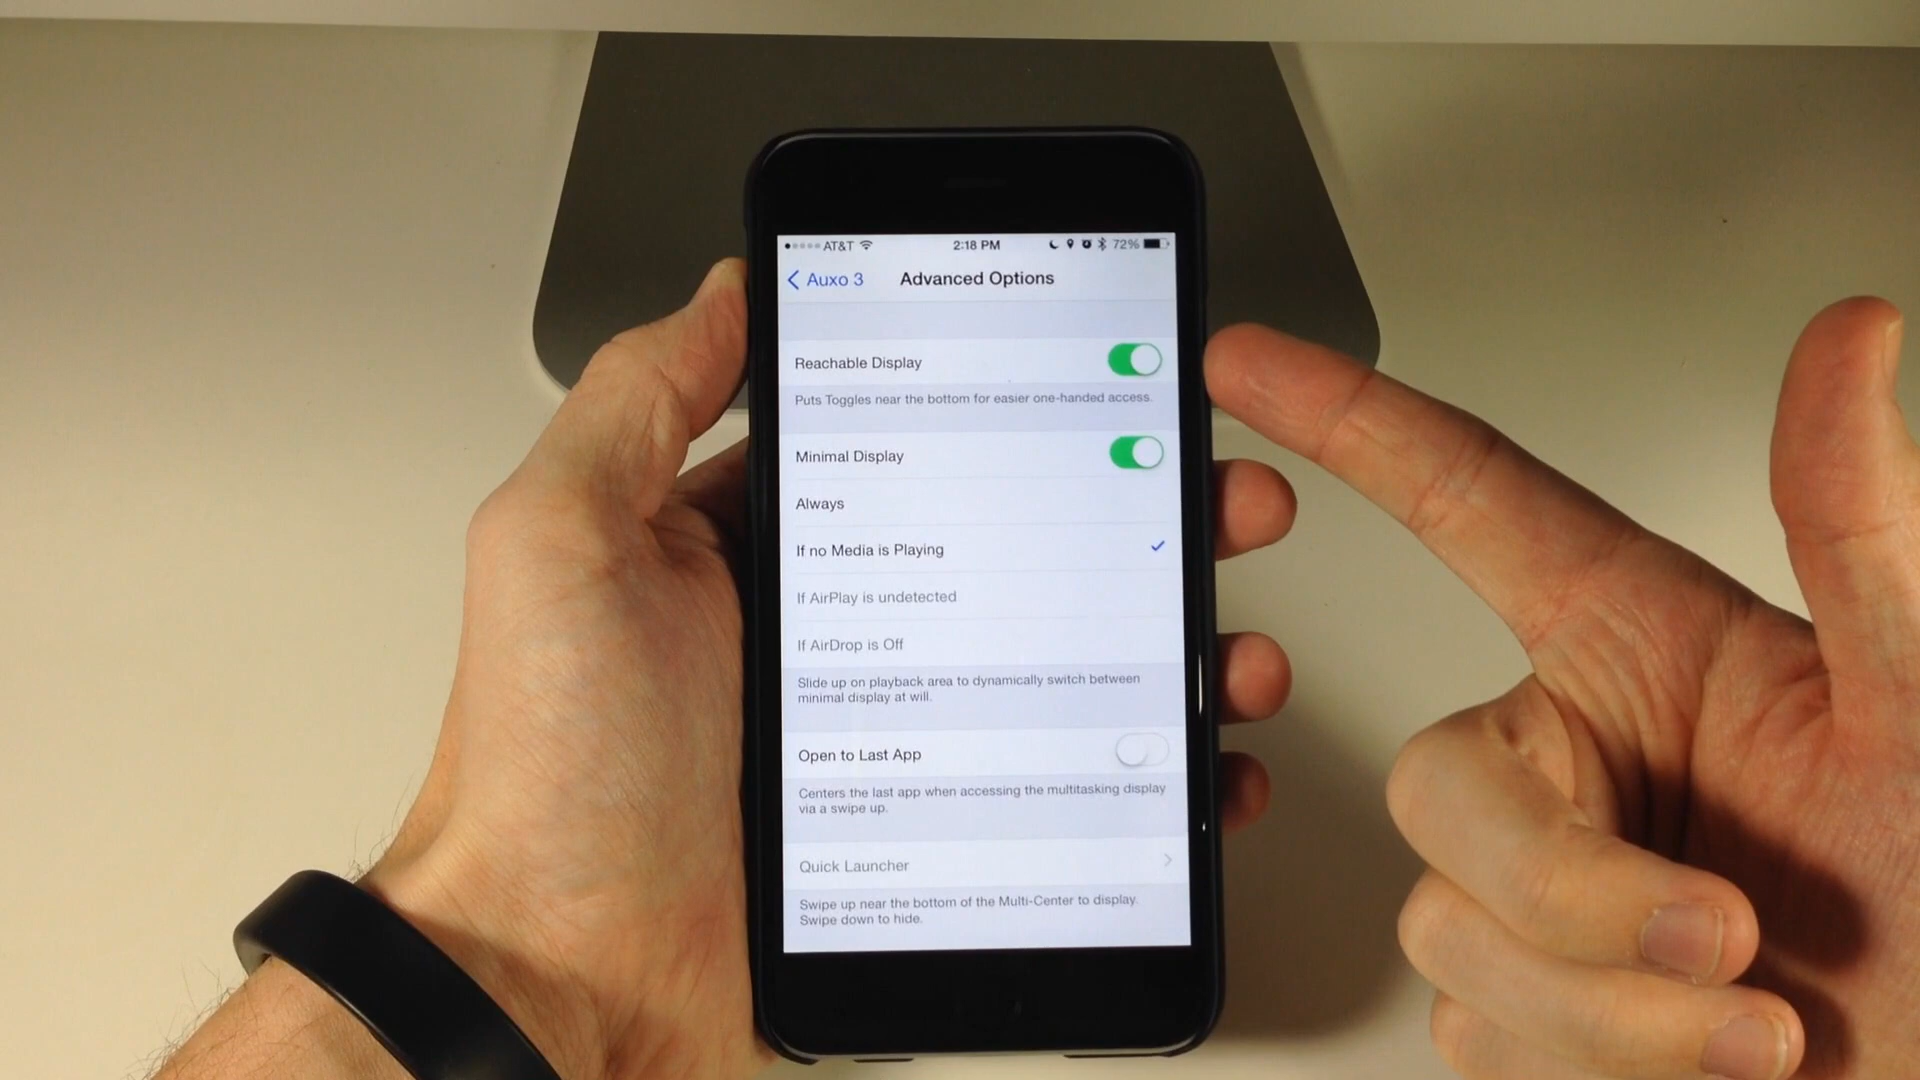 AT&T 2:18 PM 72%
Auxo 3 Advanced Options
Reachable Display
Puts Toggles near the bottom for easier one-handed access.
Minimal Display
Always
If no Media is Playing
If AirPlay is undetected
If AirDrop is Off
Slide up on playback area to dynamically switch between
minimal display at will.
Open to Last App
Centers the last app when accessing the multitasking display
via a swipe up.
Quick Launcher
Swipe up near the bottom of the Multi-Center to display.
Swipe down to hide.